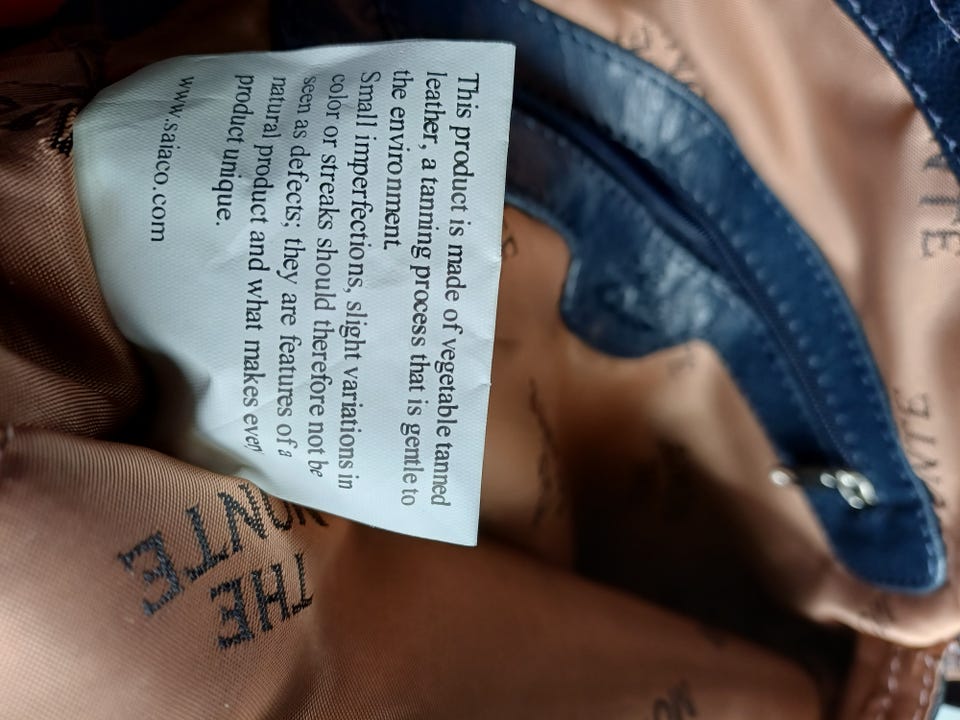 This product is made of vegetable tanned
leather, a tanning process that is gentle to
the environment.
Small imperfections, slight variations in
color or streaks should therefore not be
seen as defects; they are features of a
natural product and what makes every
product unique.
www.saiaco.com